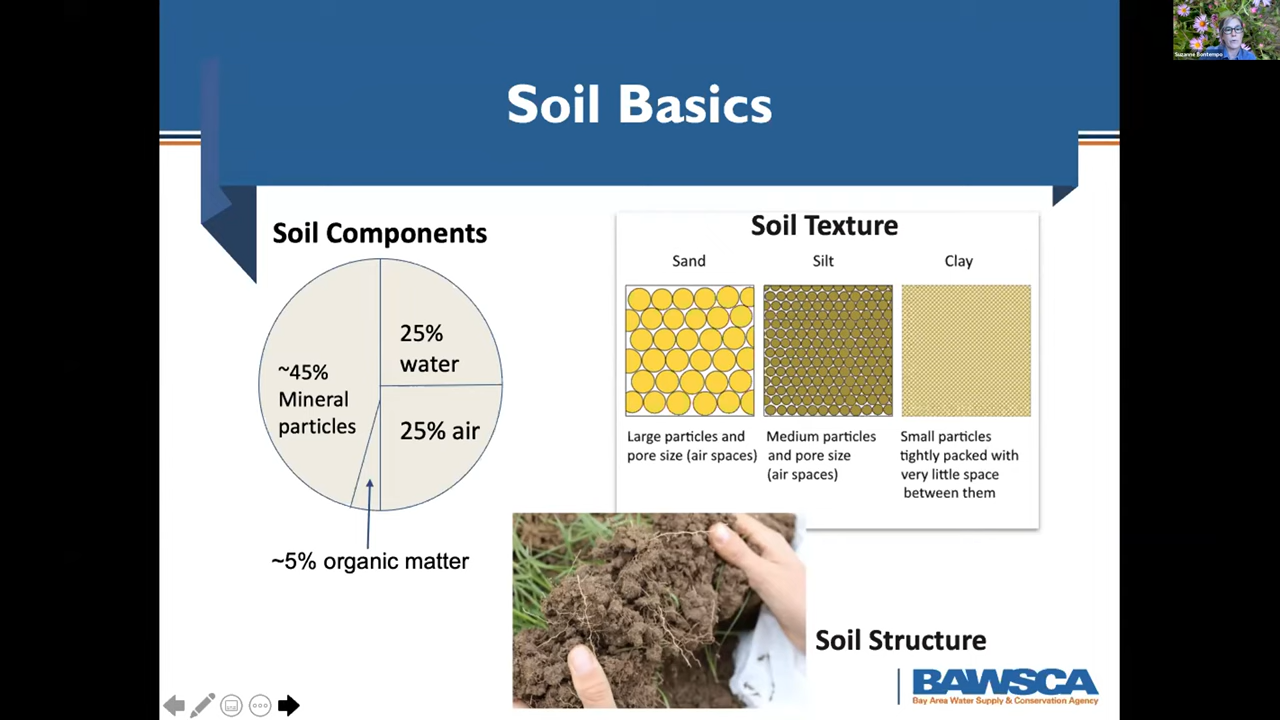 Suzanne Bontempo
Soil Basics
Soil Components
25%
water
~45%
Mineral
particles
25% air
~5% organic matter
Soil Texture
Sand
Silt
Clay
Large particles and
pore size (air spaces)
Medium particles
and pore size
(air spaces)
Small particles
tightly packed with
very little space
between them
Soil Structure
BAWSCA
Bay Area Water Supply & Conservation Agency